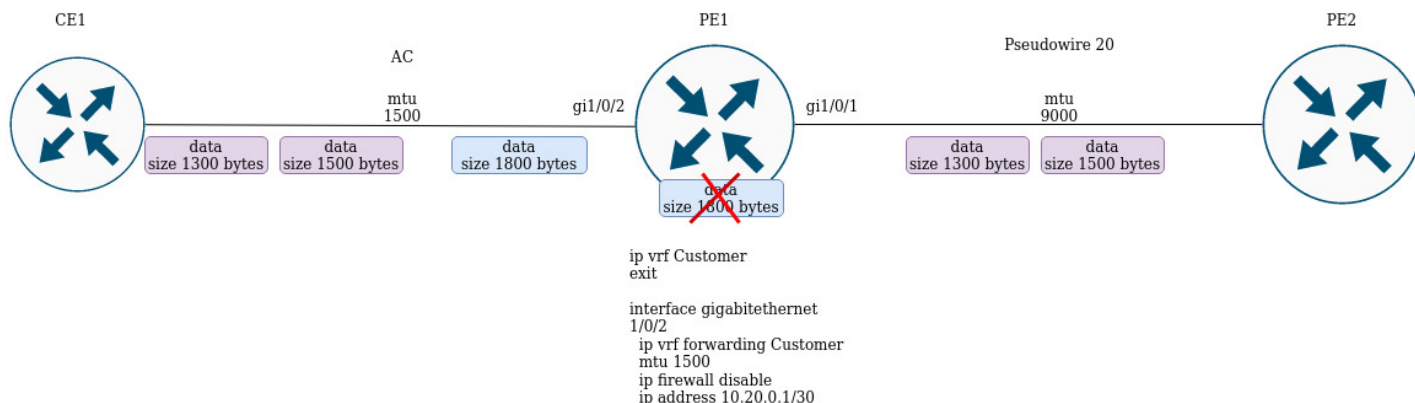 CE1
PE1
PE2
AC
Pseudowire 20
mtu
1500
gi1/0/2
gi1/0/1
mtu
9000
data
size 1300 bytes
data
size 1500 bytes
data
size 1800 bytes
data
size 1300 bytes
data
size 1500 bytes
data
size 1800 bytes
ip vrf Customer
exit
interface gigabitethernet
1/0/2
ip vrf forwarding Customer
mtu 1500
ip firewall disable
ip address 10.20.0.1/30